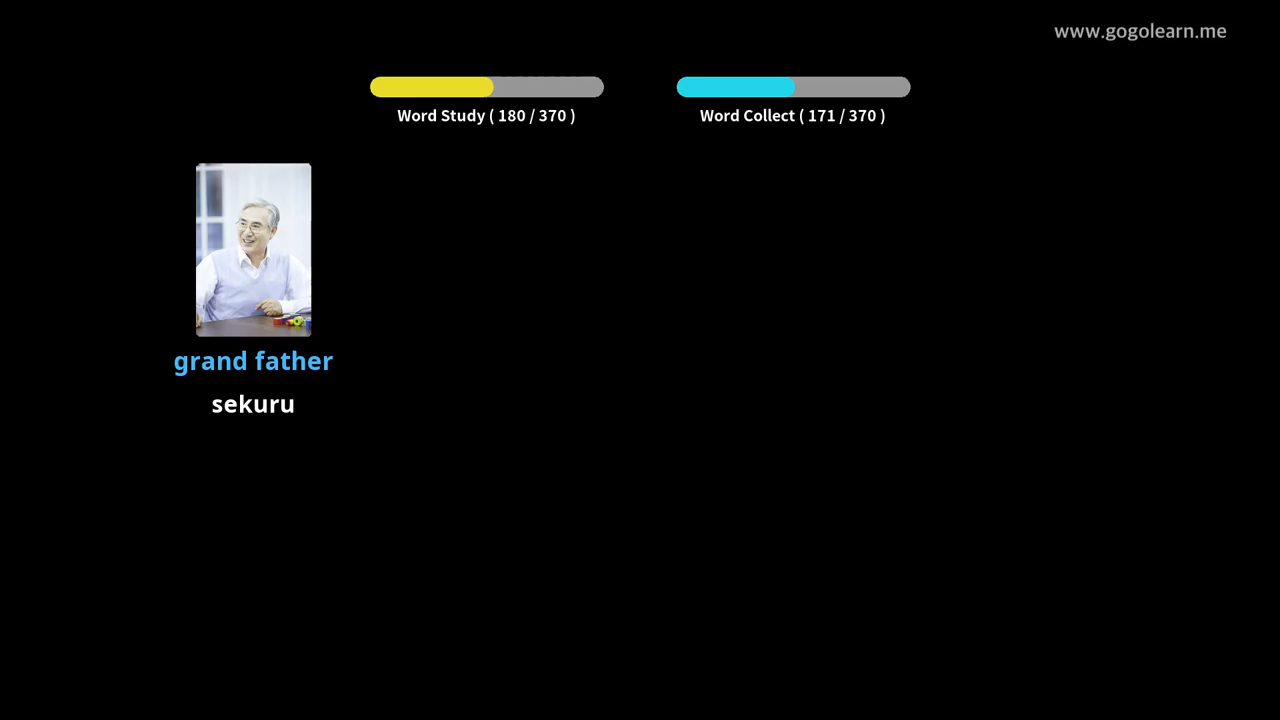 www.gogolearn.me
Word Study ( 180 / 370 )
Word Collect ( 171 / 370 )
grand father
sekuru